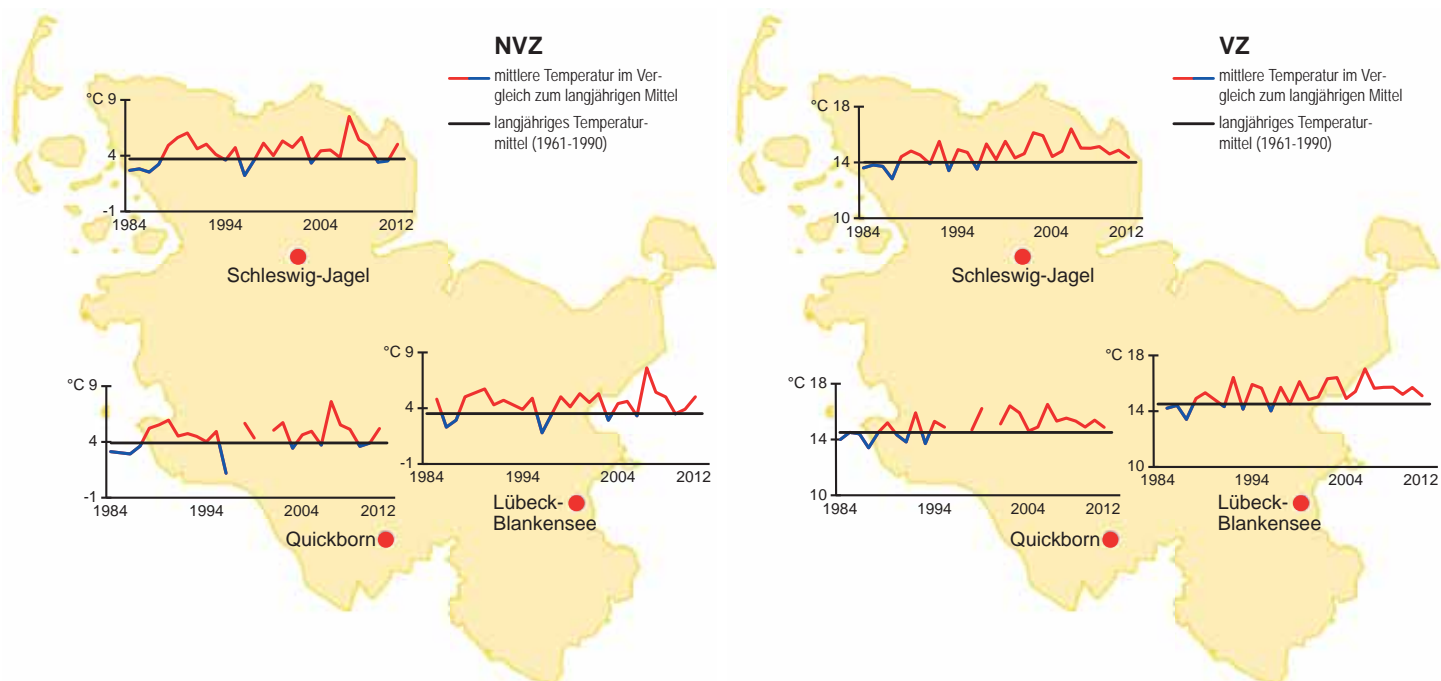 NVZ
mittlere Temperatur im Ver-
gleich zum langjährigen Mittel
langjähriges Temperatur-
mittel (1961-1990)
°C 9
4
-1
1984
1994
2004
2012
Schleswig-Jagel
°C 9
4
-1
1984
1994
2004
2012
Lübeck-
Blankensee
°C 9
4
-1
1984
1994
2004
2012
Quickborn
VZ
mittlere Temperatur im Ver-
gleich zum langjährigen Mittel
langjähriges Temperatur-
mittel (1961-1990)
°C 18
14
10
1984
1994
2004
2012
Schleswig-Jagel
°C 18
14
10
1984
1994
2004
2012
Lübeck-
Blankensee
°C 18
14
10
1984
1994
2004
2012
Quickborn